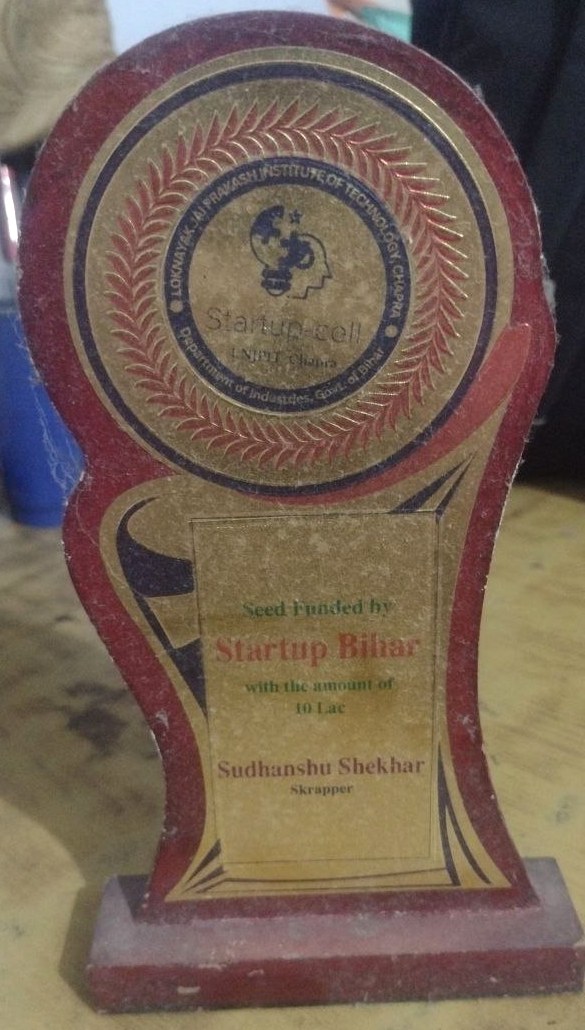 LOKNAYAK JAI PRAKASH INSTITUTE OF TECHNOLOGY, CHAPRA
Startup-cell
LNJPIT, Chapra
Department of Industries, Govt. of Bihar
Seed Funded by
Startup Bihar
with the amount of
10 Lac
Sudhanshu Shekhar
Skrapper